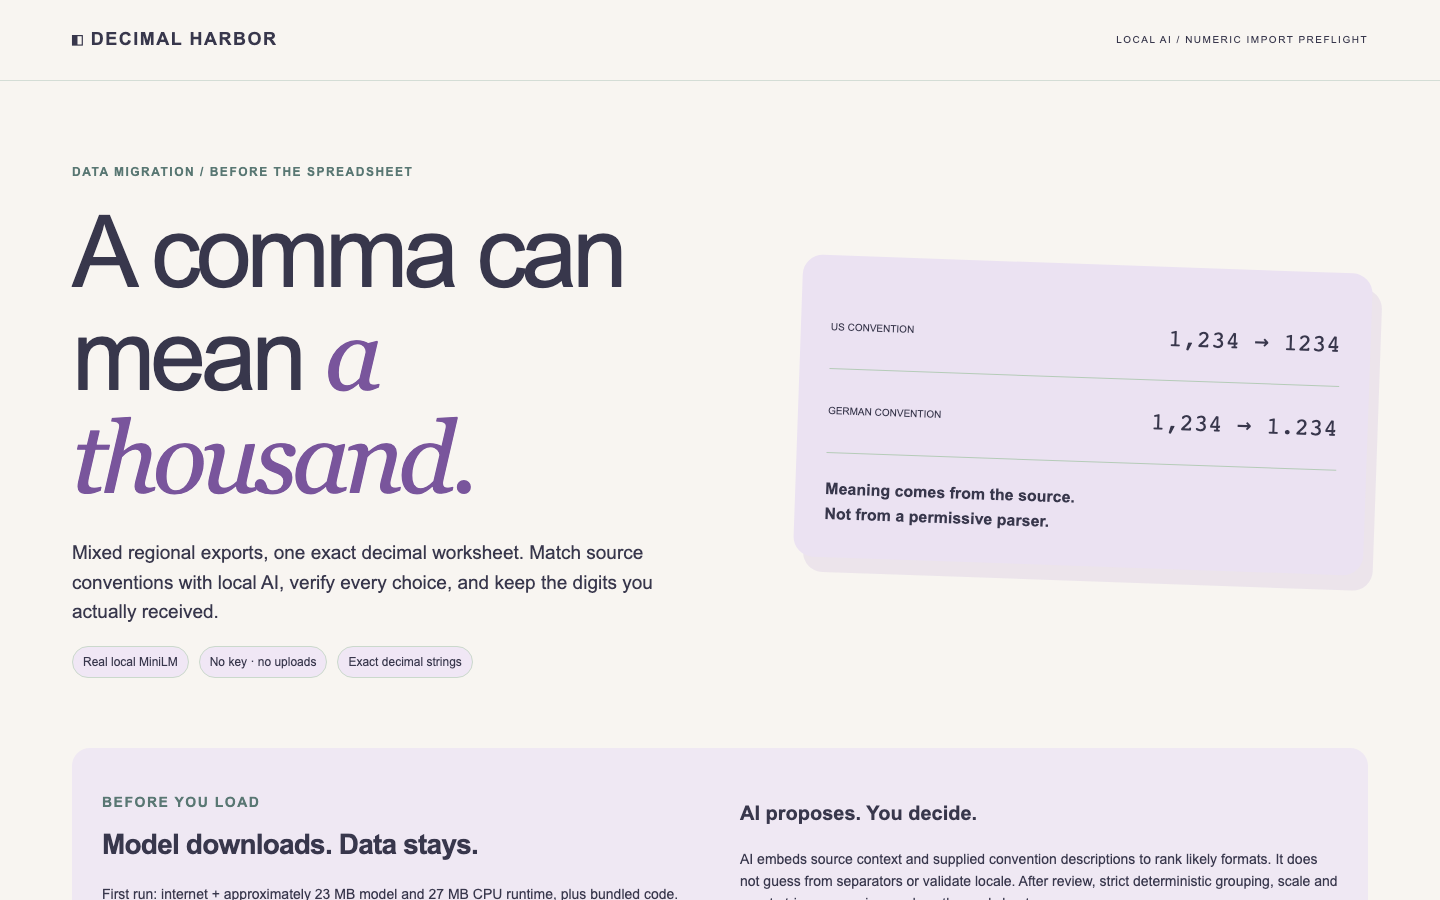 DECIMAL HARBOR
LOCAL AI / NUMERIC IMPORT PREFLIGHT
DATA MIGRATION / BEFORE THE SPREADSHEET
A comma can
mean a
thousand.
Mixed regional exports, one exact decimal worksheet. Match source
conventions with local AI, verify every choice, and keep the digits you
actually received.
Real local MiniLM
No key · no uploads
Exact decimal strings
US CONVENTION
1,234 → 1234
GERMAN CONVENTION
1,234 → 1.234
Meaning comes from the source.
Not from a permissive parser.
BEFORE YOU LOAD
Model downloads. Data stays.
First run: internet + approximately 23 MB model and 27 MB CPU runtime, plus bundled code.
AI proposes. You decide.
AI embeds source context and supplied convention descriptions to rank likely formats. It does
not guess from separators or validate locale. After review, strict deterministic grouping, scale and